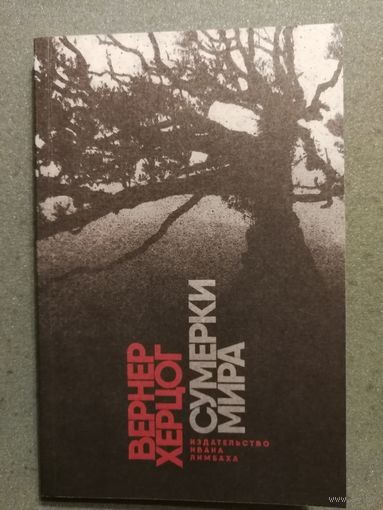 ВЕРНЕР
ХЕРЦОГ
СУМЕРКИ
МИРА
ИЗДАТЕЛЬСТВО
ИВАНА
ЛИМБАХА